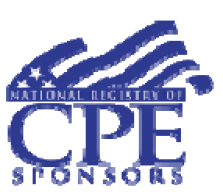 NATIONAL REGISTRY OF
CPE
SPONSORS